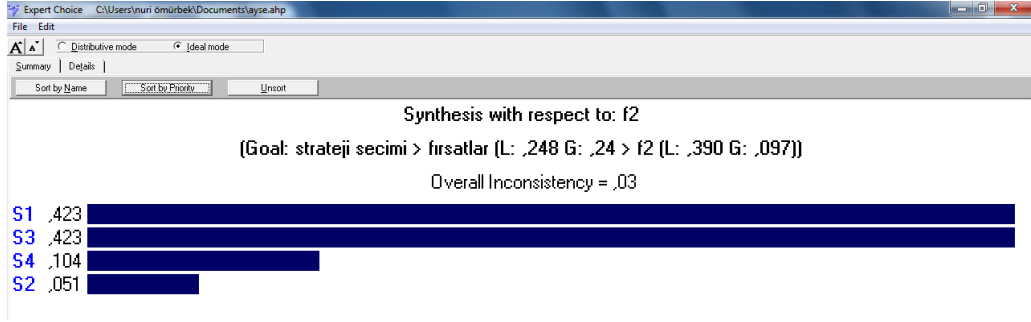 Expert Choice C:\Users\nuri ömürbek\Documents\ayse.ahp
File Edit
A A Distributive mode Ideal mode
Summary Details
Sort by Name Sort by Priority Unsort
Synthesis with respect to: f2
(Goal: strateji secimi > fırsatlar (L: ,248 G: ,24 > f2 (L: ,390 G: ,097))
Overall Inconsistency = ,03
S1 ,423
S3 ,423
S4 ,104
S2 ,051